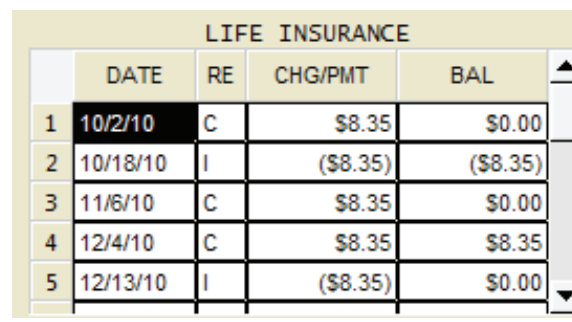 LIFE INSURANCE
DATE RE CHG/PMT BAL
1 10/2/10 C $8.35 $0.00
2 10/18/10 I ($8.35) ($8.35)
3 11/6/10 C $8.35 $0.00
4 12/4/10 C $8.35 $8.35
5 12/13/10 I ($8.35) $0.00